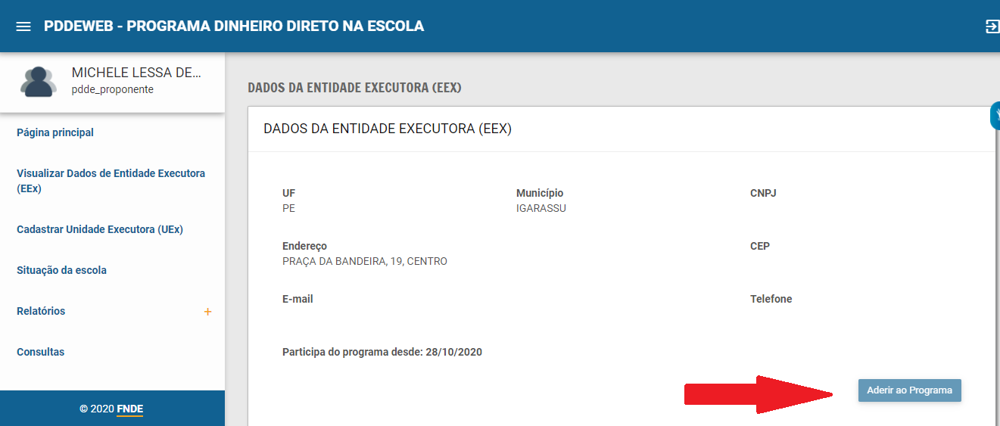 PDDEWEB - PROGRAMA DINHEIRO DIRETO NA ESCOLA
MICHELE LESSA DE...
pdde_proponente
Página principal
Visualizar Dados de Entidade Executora
(EEx)
Cadastrar Unidade Executora (UEx)
Situação da escola
Relatórios +
Consultas
© 2020 FNDE
DADOS DA ENTIDADE EXECUTORA (EEX)
DADOS DA ENTIDADE EXECUTORA (EEX)
UF
PE
Município
IGARASSU
CNPJ
Endereço
PRAÇA DA BANDEIRA, 19, CENTRO
CEP
E-mail
Telefone
Participa do programa desde: 28/10/2020
Aderir ao Programa